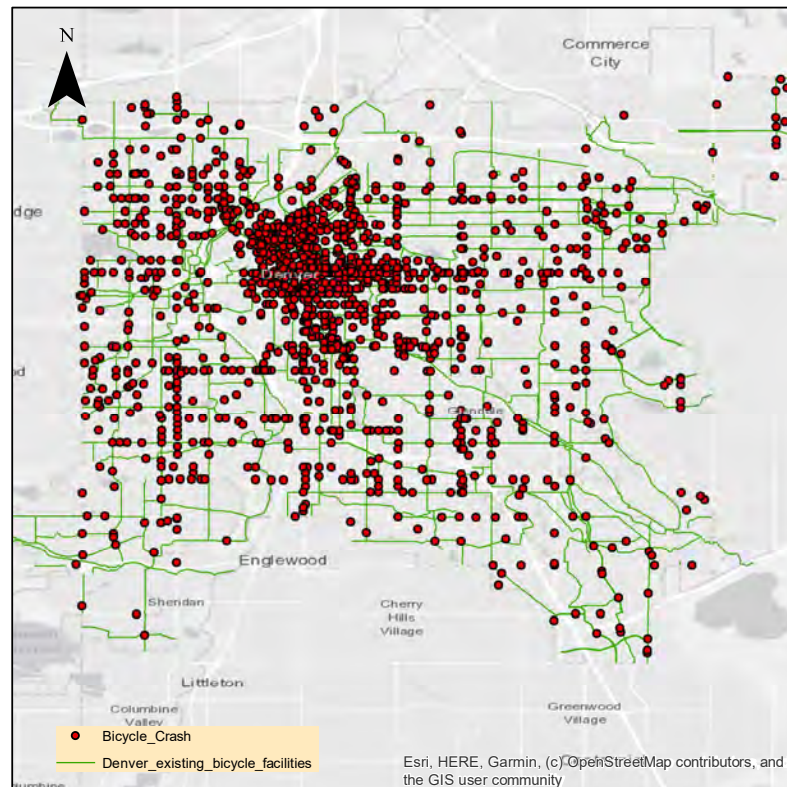 N
Commerce
City
dge
Denver
Glendale
Englewood
Sheridan
Cherry
Hills
Village
Littleton
Columbine
Valley
Greenwood
Village
Bicycle_Crash
Denver_existing_bicycle_facilities
Esri, HERE, Garmin, (c) OpenStreetMap contributors, and
the GIS user community